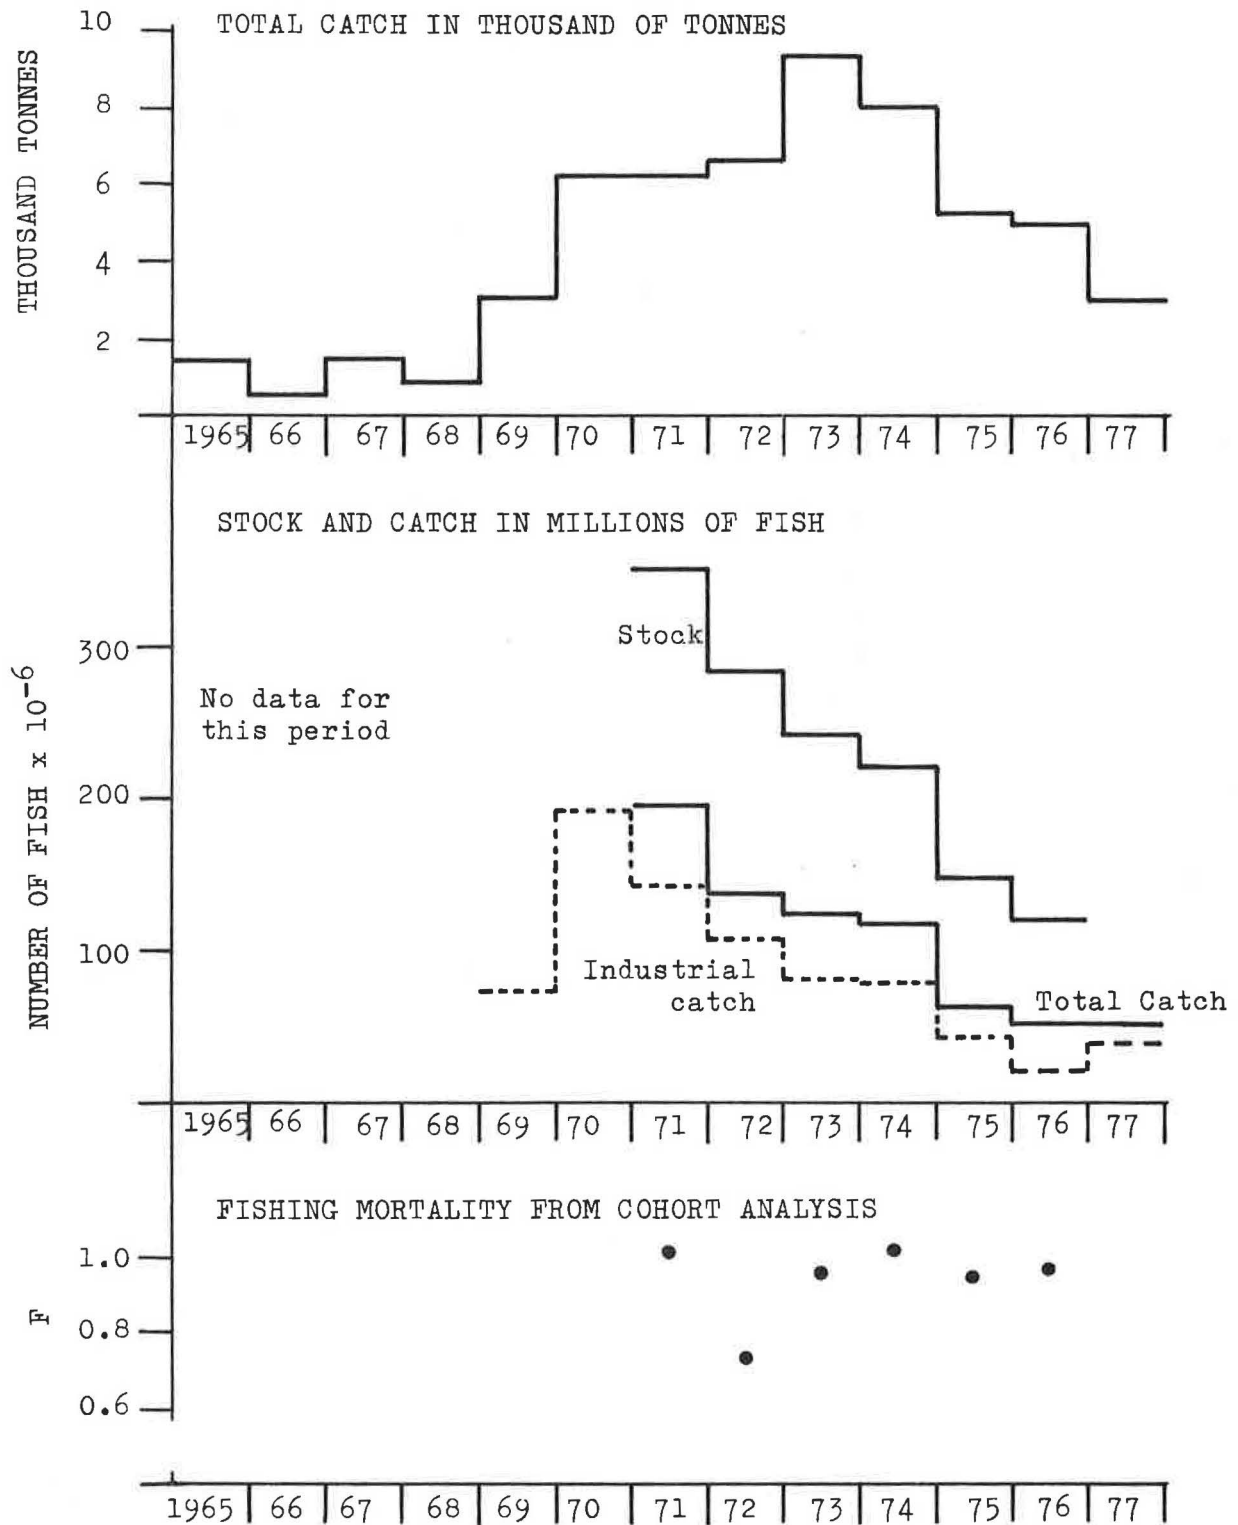 TOTAL CATCH IN THOUSAND OF TONNES
THOUSAND TONNES
10
8
6
4
2
1965 66 67 68 69 70 71 72 73 74 75 76 77
STOCK AND CATCH IN MILLIONS OF FISH
NUMBER OF FISH x 10-6
300
200
100
Stock
No data for
this period
Industrial
catch
Total Catch
1965 66 67 68 69 70 71 72 73 74 75 76 77
FISHING MORTALITY FROM COHORT ANALYSIS
F
1.0
0.8
0.6
1965 66 67 68 69 70 71 72 73 74 75 76 77